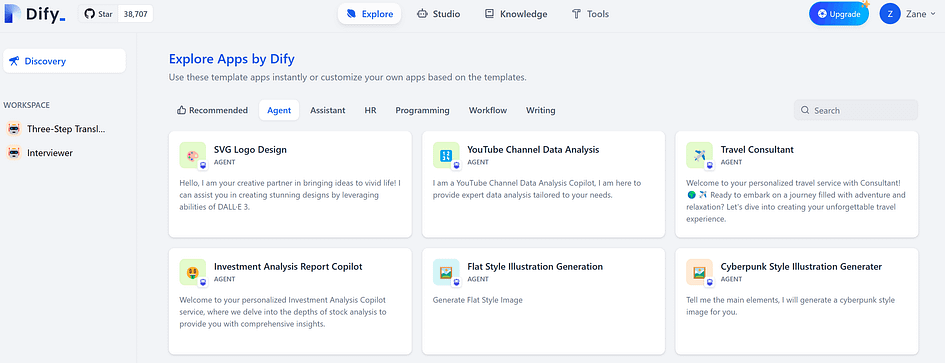 Dify_
Star 38,707
Explore
Studio
Knowledge
Tools
Upgrade
Z Zane
Discovery
WORKSPACE
Three-Step Transl...
Interviewer
Explore Apps by Dify
Use these template apps instantly or customize your own apps based on the templates.
Recommended
Agent
Assistant
HR
Programming
Workflow
Writing
Search
SVG Logo Design
AGENT
Hello, I am your creative partner in bringing ideas to vivid life! I
can assist you in creating stunning designs by leveraging
abilities of DALL·E 3.
YouTube Channel Data Analysis
AGENT
I am a YouTube Channel Data Analysis Copilot, I am here to
provide expert data analysis tailored to your needs.
Travel Consultant
AGENT
Welcome to your personalized travel service with Consultant!
🌍 ✈️ Ready to embark on a journey filled with adventure and
relaxation? Let's dive into creating your unforgettable travel
experience.
Investment Analysis Report Copilot
AGENT
Welcome to your personalized Investment Analysis Copilot
service, where we delve into the depths of stock analysis to
provide you with comprehensive insights.
Flat Style Illustration Generation
AGENT
Generate Flat Style Image
Cyberpunk Style Illustration Generater
AGENT
Tell me the main elements, I will generate a cyberpunk style
image for you.